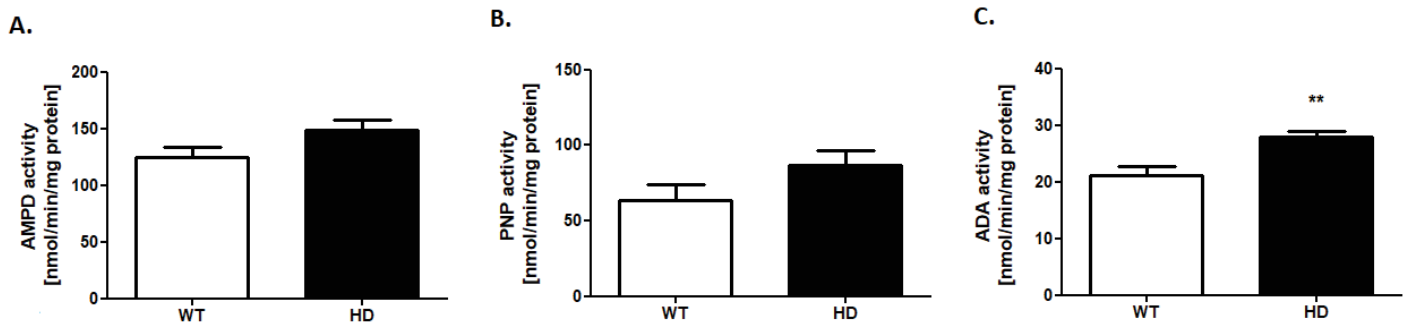 A.
AMPD activity
[nmol/min/mg protein]
200
150
100
50
0
WT HD
B.
PNP activity
[nmol/min/mg protein]
150
100
50
0
WT HD
C.
ADA activity
[nmol/min/mg protein]
40
30
20
10
0
**
WT HD